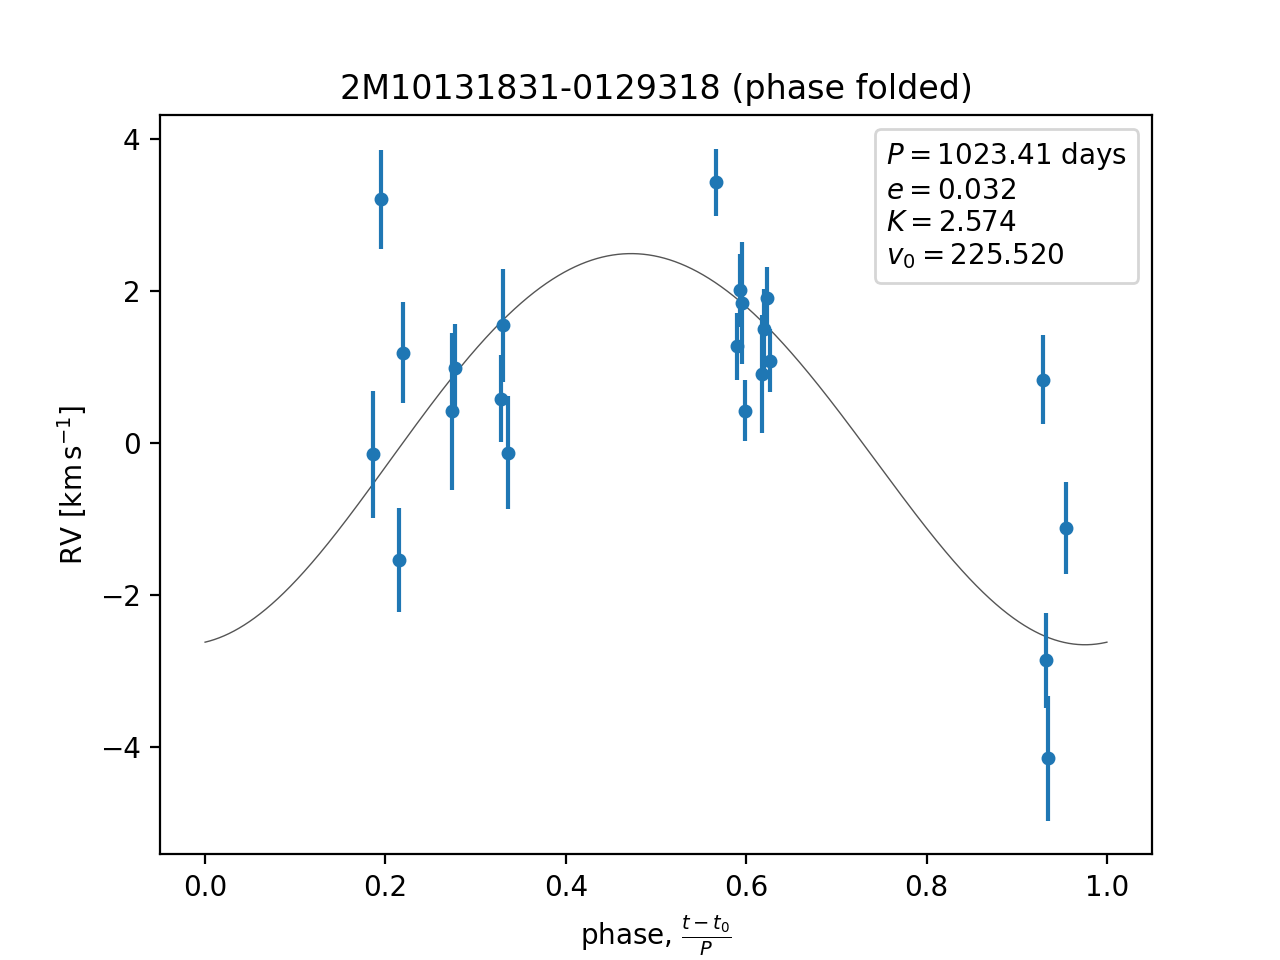 2M10131831-0129318 (phase folded)
P = 1023.41 days
e = 0.032
K = 2.574
v₀ = 225.520
4
2
0
−2
−4
RV [km s⁻¹]
0.0 0.2 0.4 0.6 0.8 1.0
phase, (t − t₀)/P